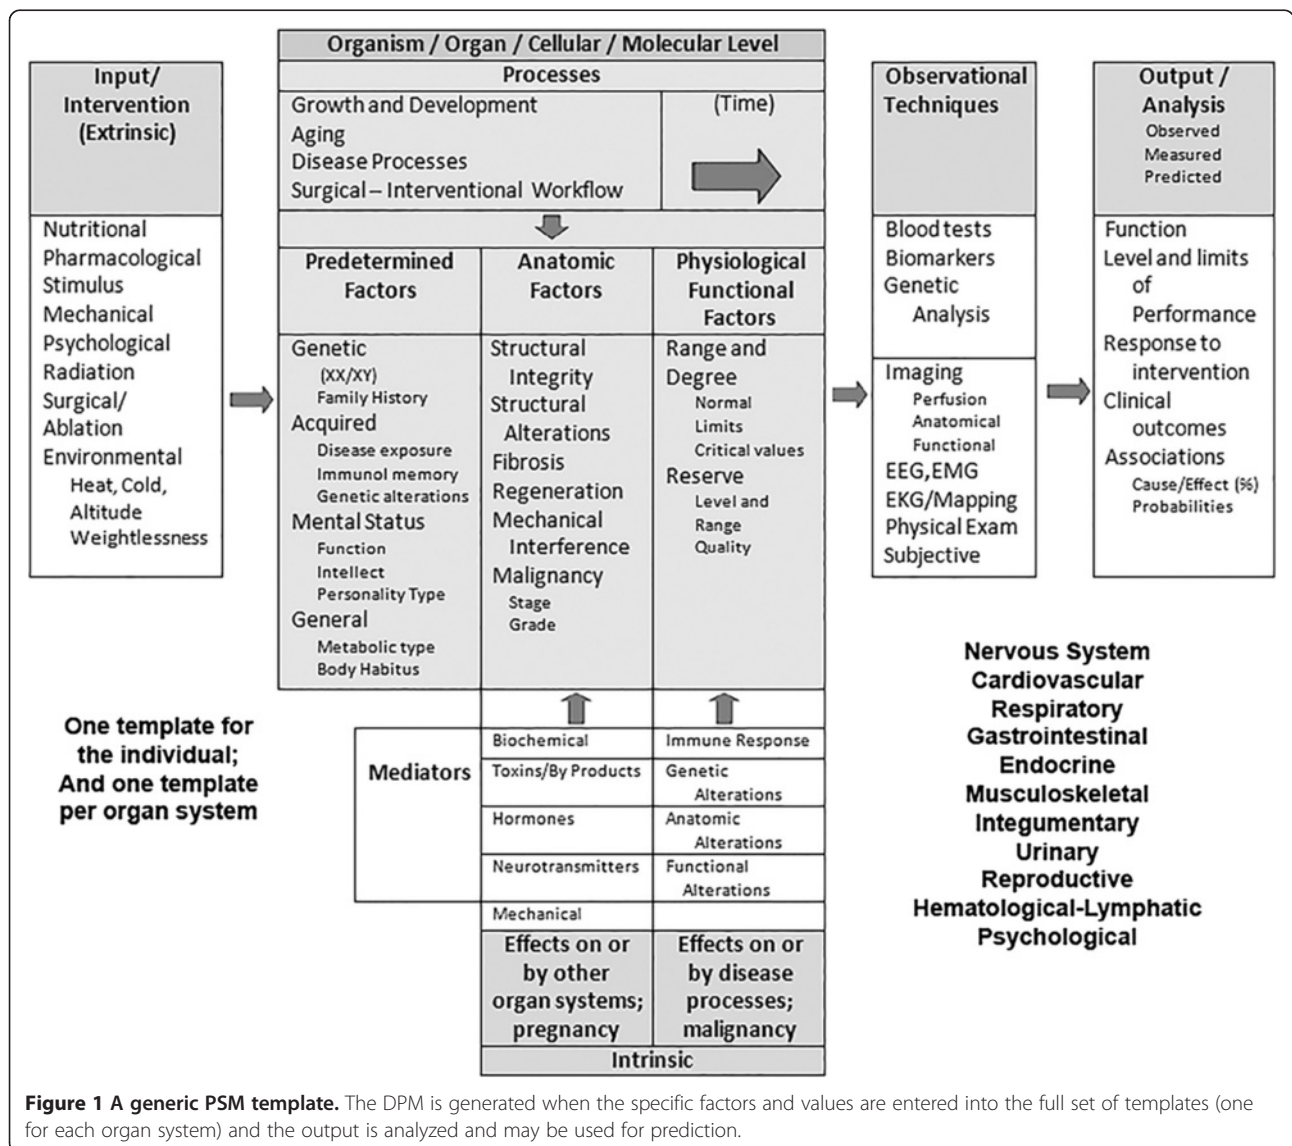 Organism / Organ / Cellular / Molecular Level
Processes
Growth and Development
Aging
Disease Processes
Surgical – Interventional Workflow
(Time)
Input/
Intervention
(Extrinsic)
Nutritional
Pharmacological
Stimulus
Mechanical
Psychological
Radiation
Surgical/
Ablation
Environmental
Heat, Cold,
Altitude
Weightlessness
Predetermined
Factors
Genetic
(XX/XY)
Family History
Acquired
Disease exposure
Immunol memory
Genetic alterations
Mental Status
Function
Intellect
Personality Type
General
Metabolic type
Body Habitus
Anatomic
Factors
Structural
Integrity
Structural
Alterations
Fibrosis
Regeneration
Mechanical
Interference
Malignancy
Stage
Grade
Physiological
Functional
Factors
Range and
Degree
Normal
Limits
Critical values
Reserve
Level and
Range
Quality
Observational
Techniques
Blood tests
Biomarkers
Genetic
Analysis
Imaging
Perfusion
Anatomical
Functional
EEG,EMG
EKG/Mapping
Physical Exam
Subjective
Output /
Analysis
Observed
Measured
Predicted
Function
Level and limits
of
Performance
Response to
intervention
Clinical
outcomes
Associations
Cause/Effect (%)
Probabilities
One template for
the individual;
And one template
per organ system
Mediators
Biochemical
Toxins/By Products
Hormones
Neurotransmitters
Mechanical
Immune Response
Genetic
Alterations
Anatomic
Alterations
Functional
Alterations
Effects on or
by other
organ systems;
pregnancy
Effects on or
by disease
processes;
malignancy
Intrinsic
Nervous System
Cardiovascular
Respiratory
Gastrointestinal
Endocrine
Musculoskeletal
Integumentary
Urinary
Reproductive
Hematological-Lymphatic
Psychological
Figure 1 A generic PSM template. The DPM is generated when the specific factors and values are entered into the full set of templates (one
for each organ system) and the output is analyzed and may be used for prediction.